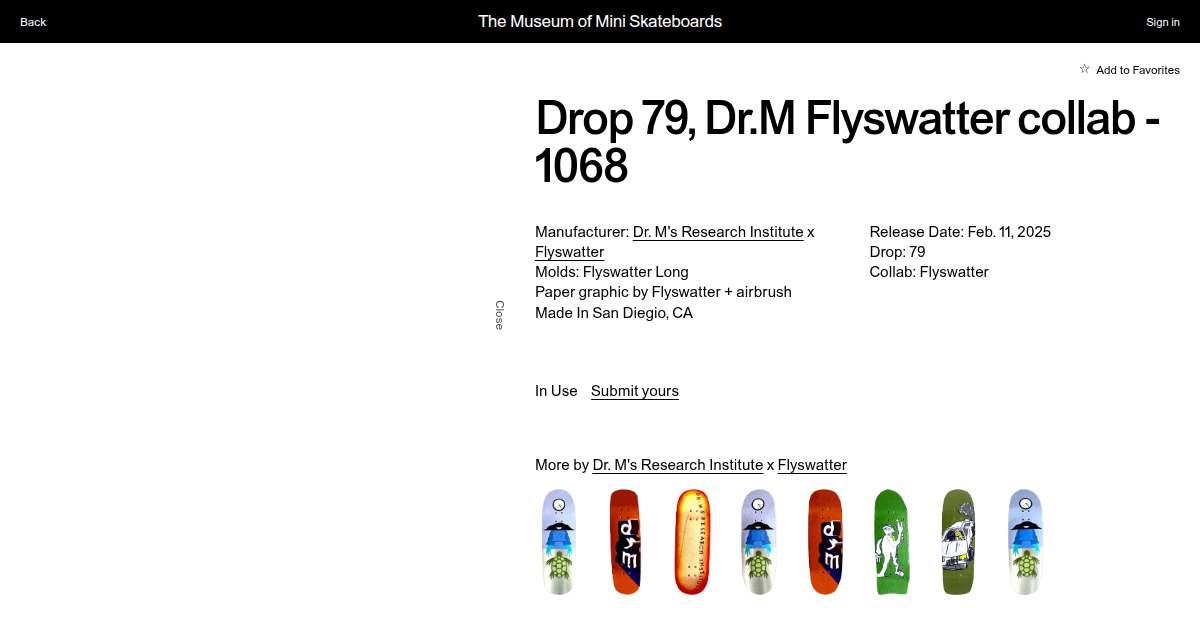 Back
The Museum of Mini Skateboards
Sign in
☆ Add to Favorites
Drop 79, Dr.M Flyswatter collab -
1068
Manufacturer: Dr. M's Research Institute x
Flyswatter
Molds: Flyswatter Long
Paper graphic by Flyswatter + airbrush
Made In San Diegio, CA
Release Date: Feb. 11, 2025
Drop: 79
Collab: Flyswatter
Close
In Use Submit yours
More by Dr. M's Research Institute x Flyswatter